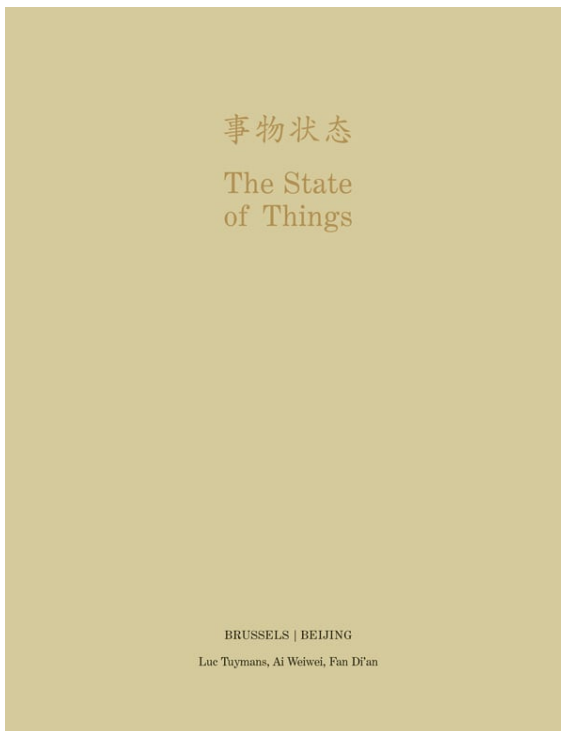 事物状态
The State
of Things
BRUSSELS | BEIJING
Luc Tuymans, Ai Weiwei, Fan Di'an